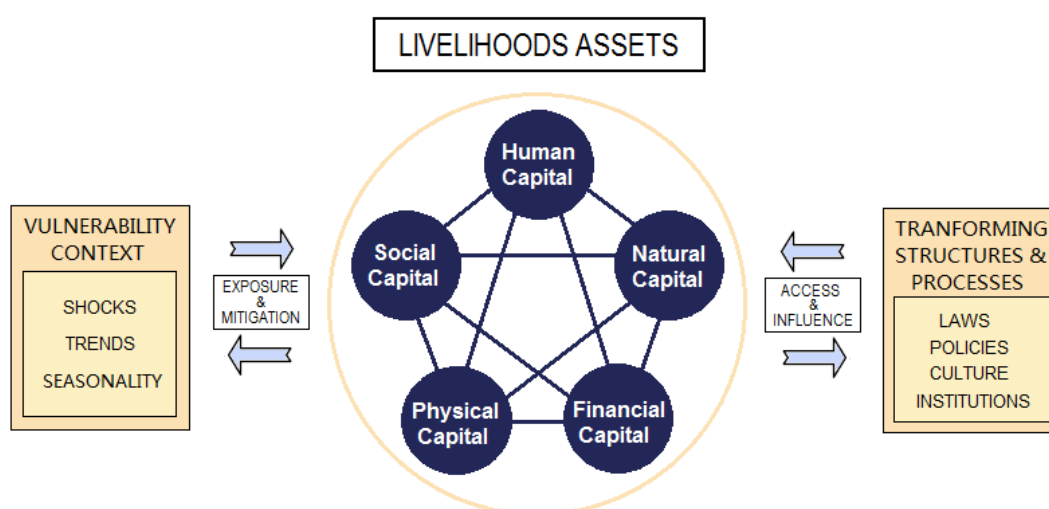 LIVELIHOODS ASSETS
Human
Capital
Social
Capital
Natural
Capital
Physical
Capital
Financial
Capital
VULNERABILITY
CONTEXT
SHOCKS
TRENDS
SEASONALITY
EXPOSURE
&
MITIGATION
ACCESS
&
INFLUENCE
TRANFORMING
STRUCTURES &
PROCESSES
LAWS
POLICIES
CULTURE
INSTITUTIONS